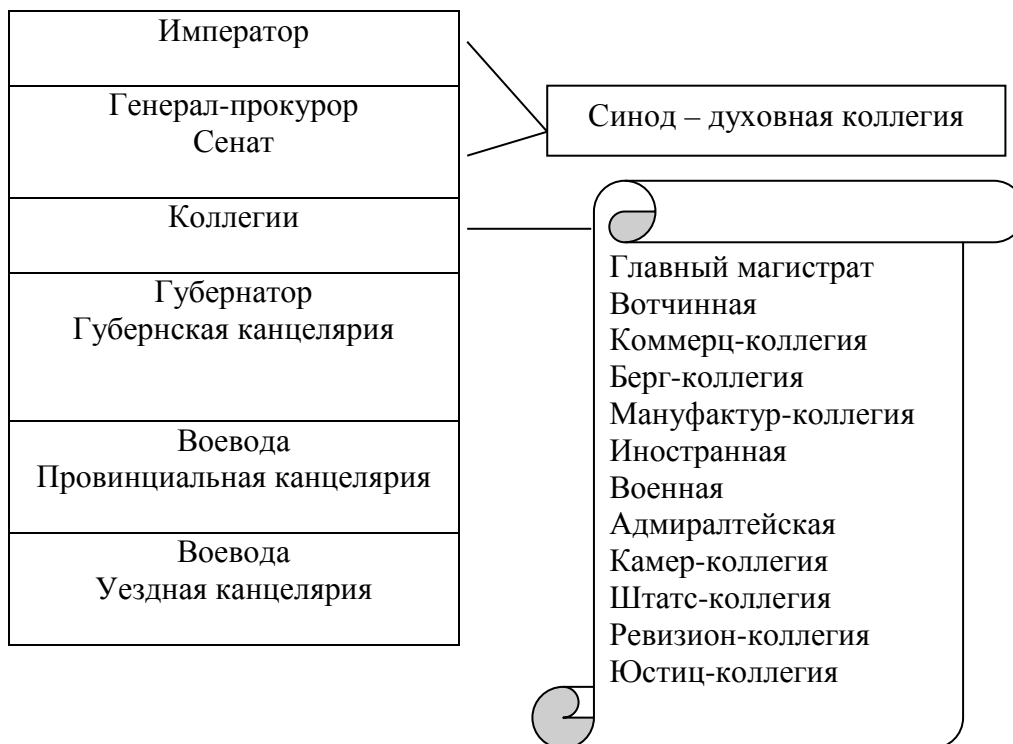 Император
Генерал-прокурор
Сенат
Коллегии
Губернатор
Губернская канцелярия
Воевода
Провинциальная канцелярия
Воевода
Уездная канцелярия
Синод – духовная коллегия
Главный магистрат
Вотчинная
Коммерц-коллегия
Берг-коллегия
Мануфактур-коллегия
Иностранная
Военная
Адмиралтейская
Камер-коллегия
Штатс-коллегия
Ревизион-коллегия
Юстиц-коллегия